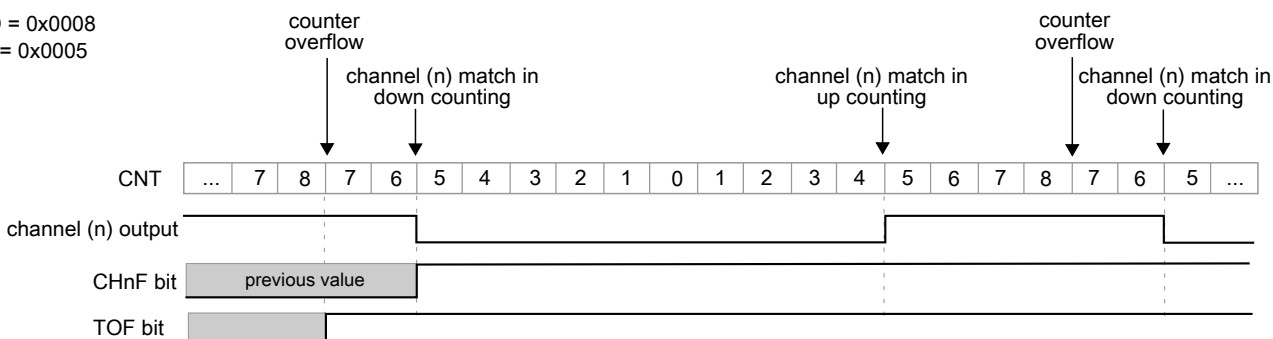 = 0x0008
= 0x0005
counter
overflow
channel (n) match in
down counting
channel (n) match in
up counting
counter
overflow
channel (n) match in
down counting
CNT ... 7 8 7 6 5 4 3 2 1 0 1 2 3 4 5 6 7 8 7 6 5 ...
channel (n) output
CHnF bit previous value
TOF bit